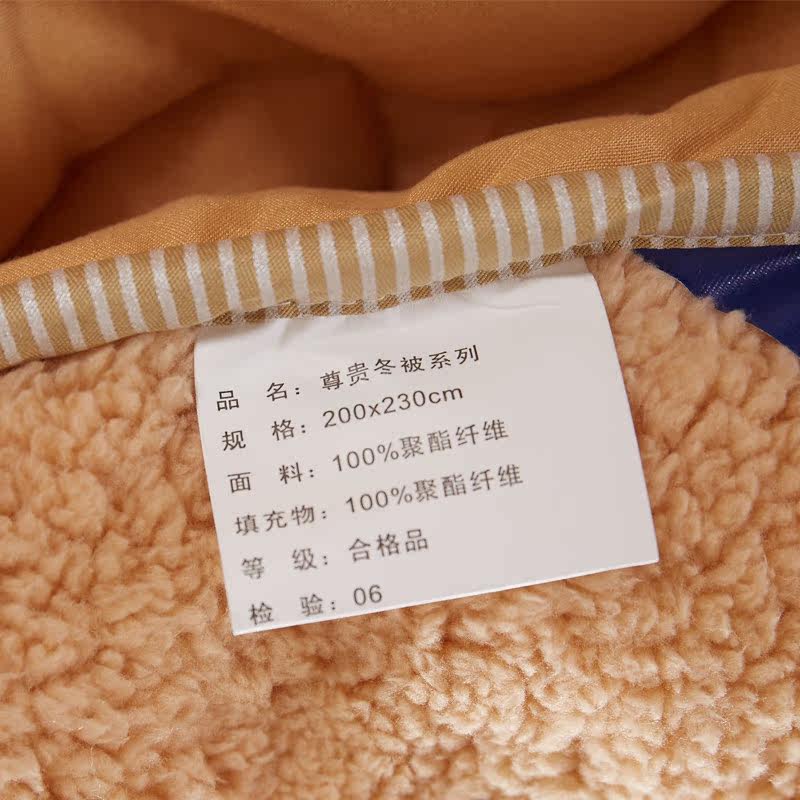 品 名：尊贵冬被系列
规 格：200x230cm
面 料：100%聚酯纤维
填充物：100%聚酯纤维
等 级：合格品
检 验：06